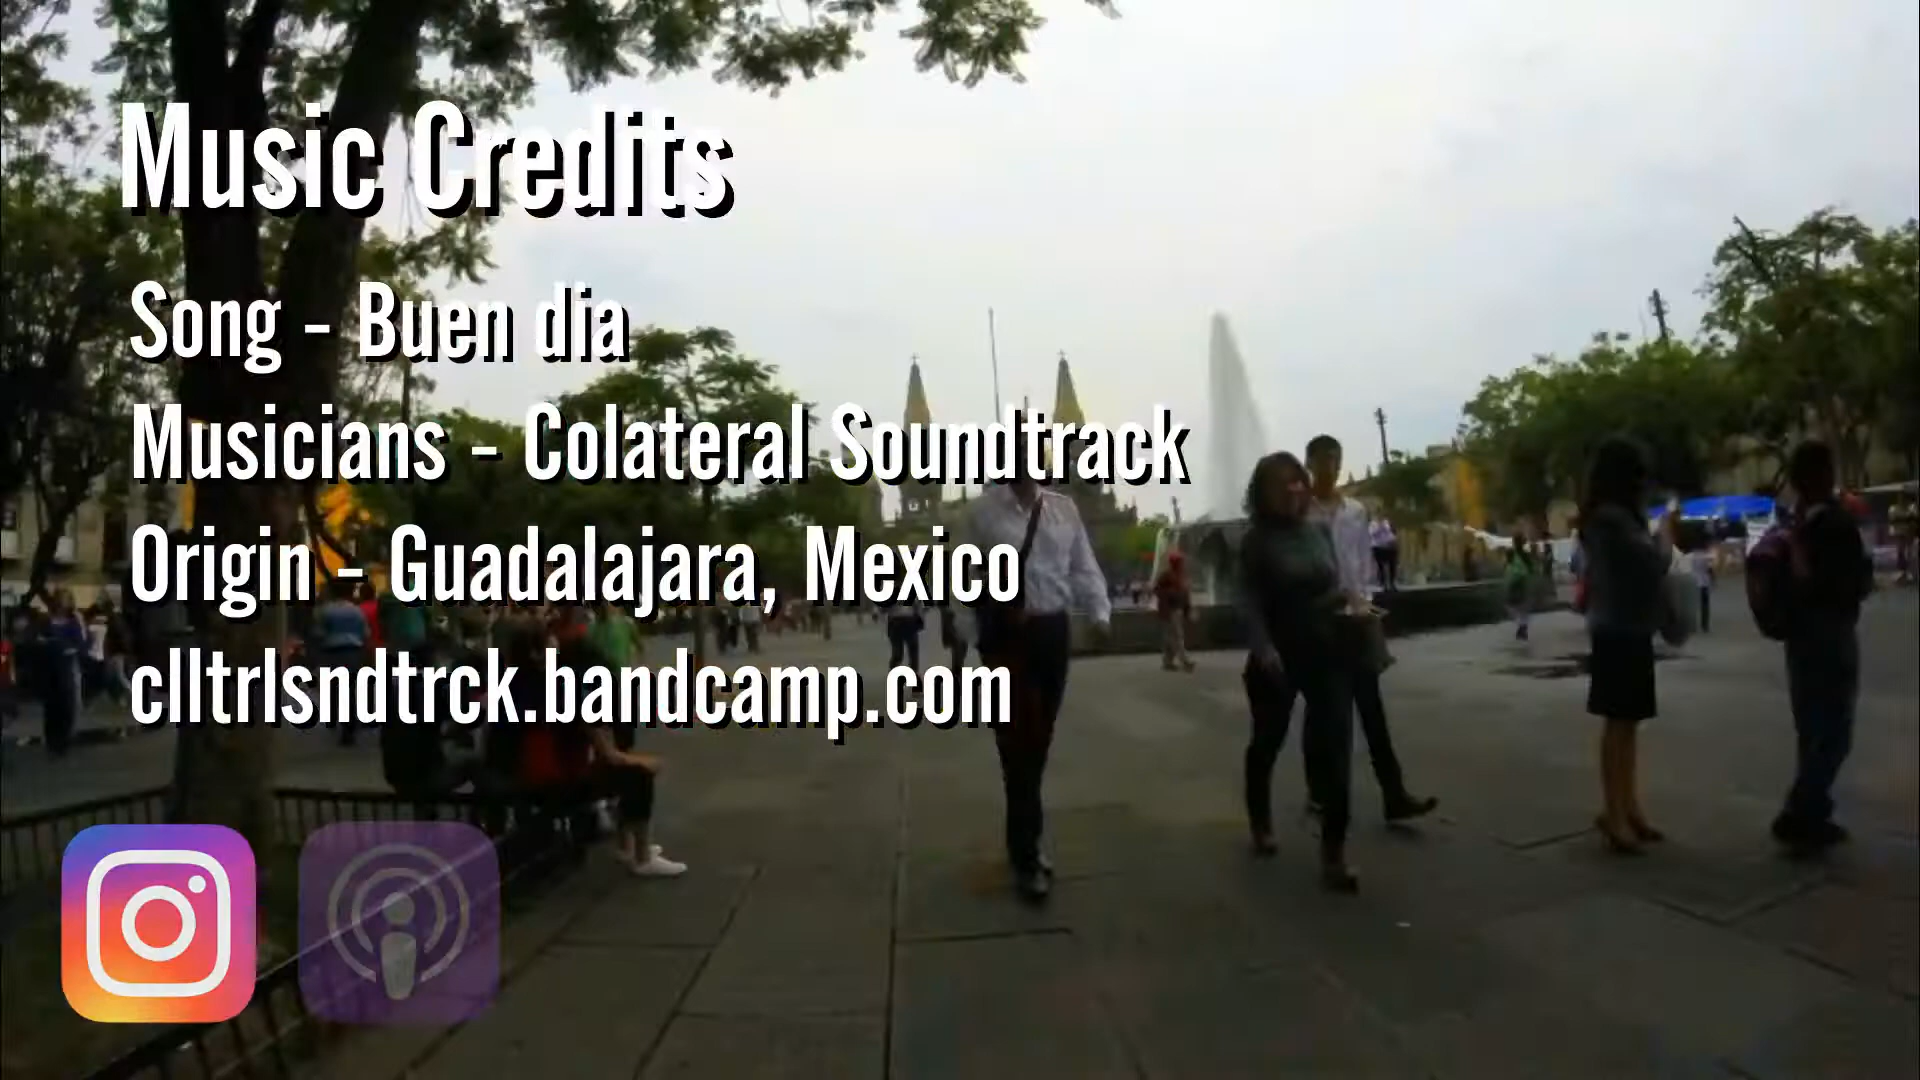 Music Credits
Song - Buen dia
Musicians - Colateral Soundtrack
Origin - Guadalajara, Mexico
clltrlsndtrck.bandcamp.com